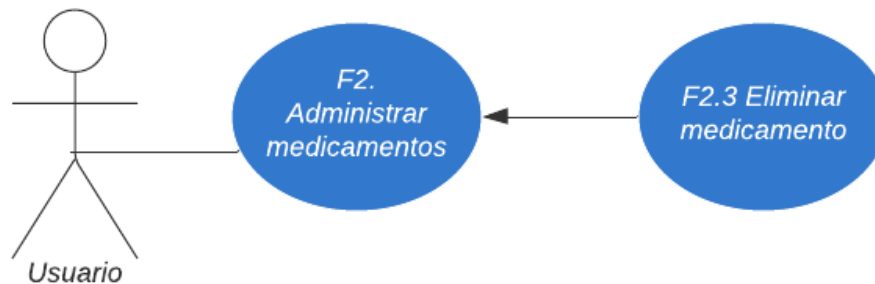 F2.
Administrar
medicamentos
F2.3 Eliminar
medicamento
Usuario